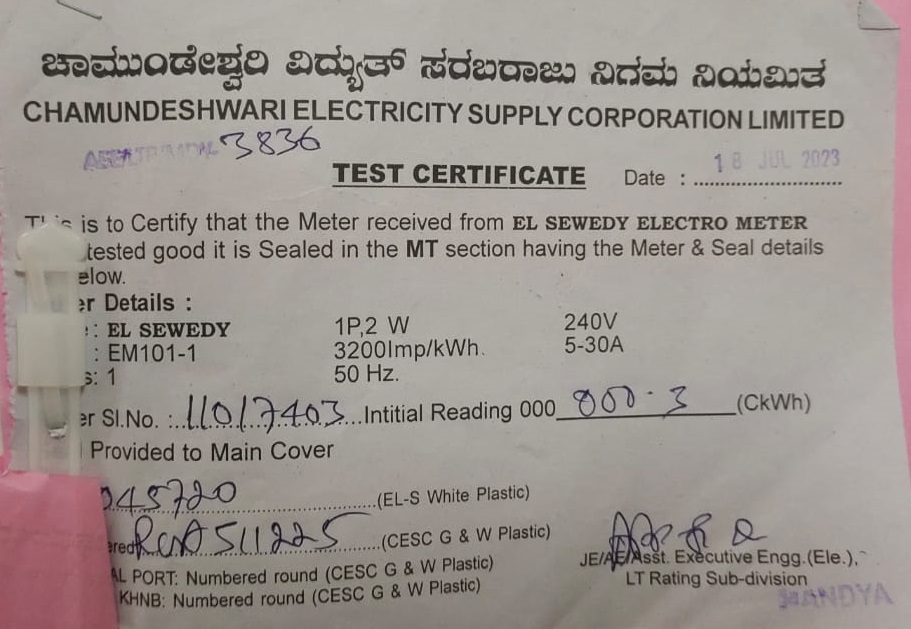 ಚಾಮುಂಡೇಶ್ವರಿ ವಿದ್ಯುತ್ ಸರಬರಾಜು ನಿಗಮ ನಿಯಮಿತ
CHAMUNDESHWARI ELECTRICITY SUPPLY CORPORATION LIMITED
3836
TEST CERTIFICATE Date : 18 JUL 2023
is to Certify that the Meter received from EL SEWEDY ELECTRO METER
tested good it is Sealed in the MT section having the Meter & Seal details
elow.
er Details :
: EL SEWEDY 1P,2 W 240V
: EM101-1 3200Imp/kWh. 5-30A
s: 1 50 Hz.
er Sl.No. : 11017403 Intitial Reading 000 800.3 (CkWh)
Provided to Main Cover
045720 (EL-S White Plastic)
ered 511225 (CESC G & W Plastic)
AL PORT: Numbered round (CESC G & W Plastic)
KHNB: Numbered round (CESC G & W Plastic)
JE/AE/Asst. Executive Engg.(Ele.),
LT Rating Sub-division
MANDYA